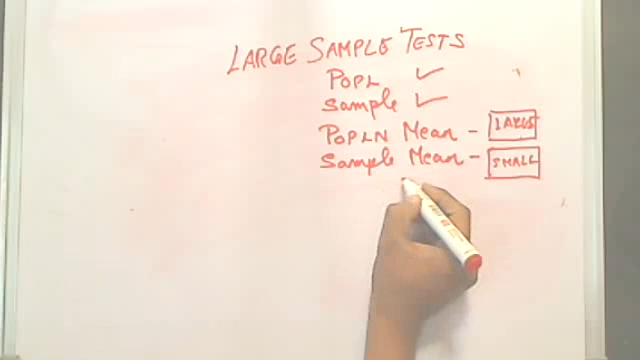 LARGE SAMPLE TESTS
POPL ✓
Sample ✓
POPLN Mean - LARGE
Sample Mean - SMALL